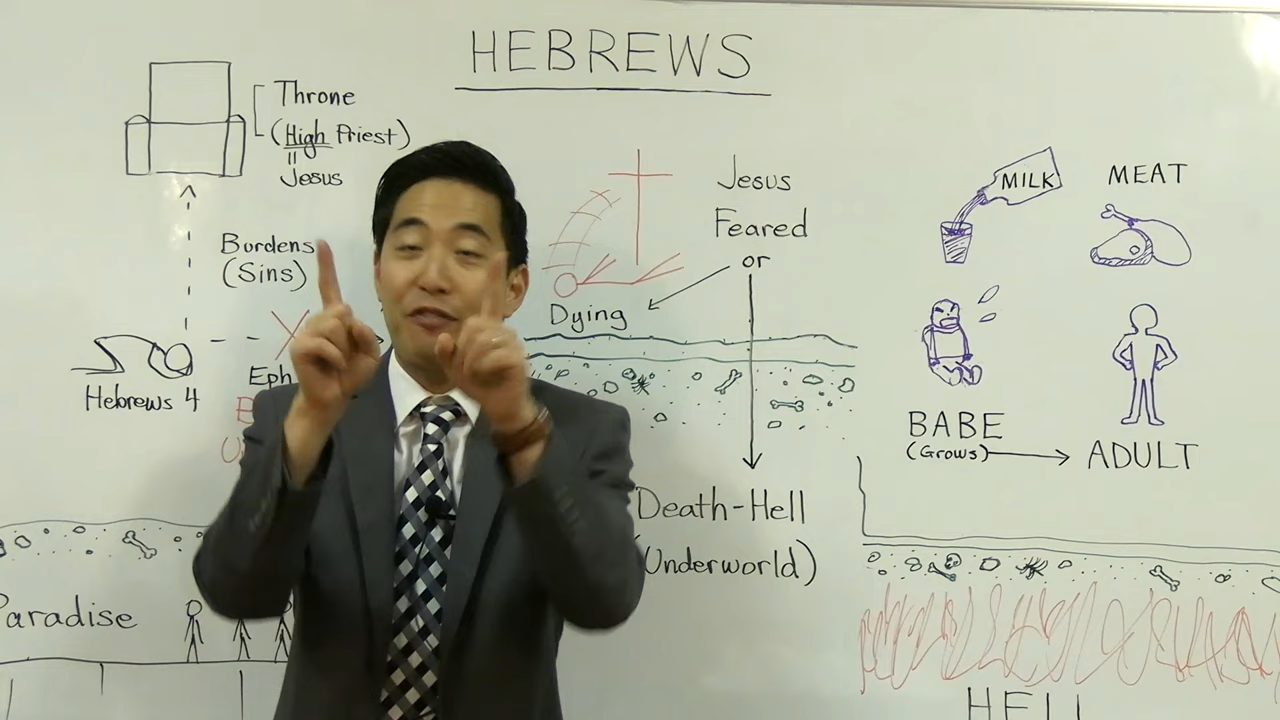 HEBREWS
Throne
(High Priest)
Jesus
Burdens
(Sins)
Hebrews 4
Eph
Jesus
Feared
or
Dying
Death-Hell
(Underworld)
Paradise
MILK
MEAT
BABE
(Grows)
ADULT
HELL